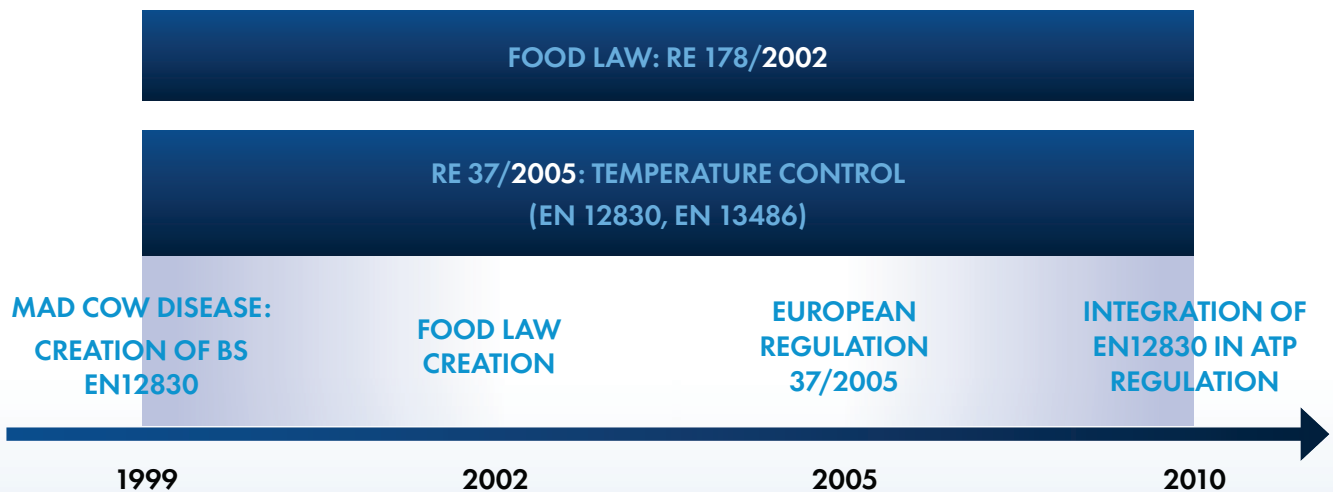 FOOD LAW: RE 178/2002
RE 37/2005: TEMPERATURE CONTROL
(EN 12830, EN 13486)
MAD COW DISEASE:
CREATION OF BS
EN12830
FOOD LAW
CREATION
EUROPEAN
REGULATION
37/2005
INTEGRATION OF
EN12830 IN ATP
REGULATION
1999
2002
2005
2010